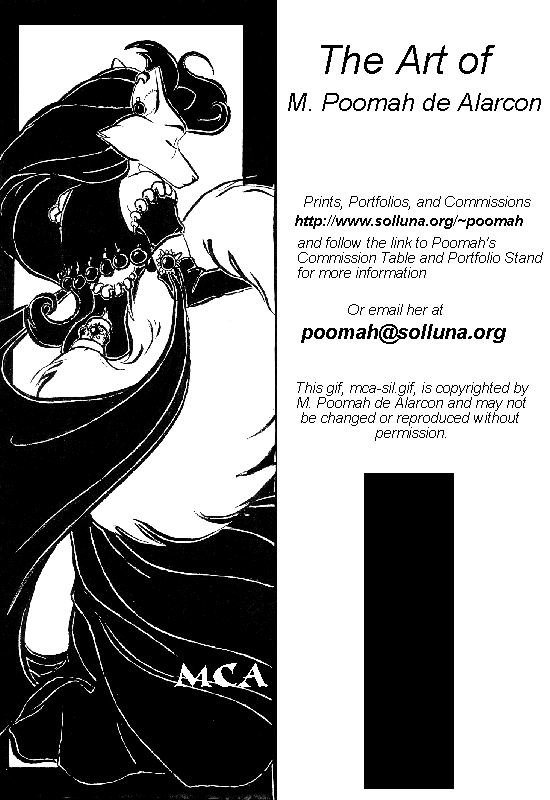 The Art of
M. Poomah de Alarcon
Prints, Portfolios, and Commissions
http://www.solluna.org/~poomah
and follow the link to Poomah's
Commission Table and Portfolio Stand
for more information
Or email her at
poomah@solluna.org
This gif, mca-sil.gif, is copyrighted by
M. Poomah de Alarcon and may not
be changed or reproduced without
permission.
MCA